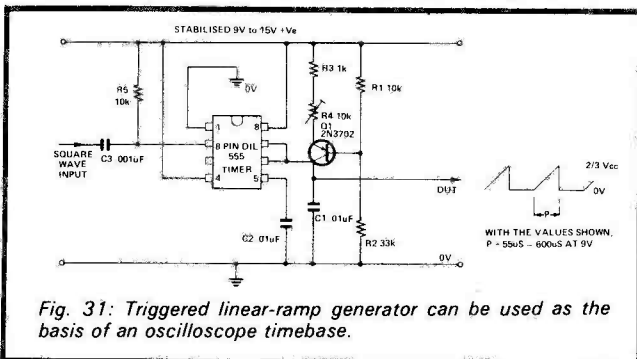 STABILISED 9V to 15V +Ve
0V
R3 1k
R1 10k
R5
10k
R4 10k
Q1
2N3702
1
8
8 PIN DIL
555
TIMER
4
5
SQUARE
WAVE
INPUT
C3 .001uF
OUT
2/3 Vcc
0V
P
C1 .01uF
C2 .01uF
R2 33k
WITH THE VALUES SHOWN,
P = 55uS – 600uS AT 9V
0V
Fig. 31: Triggered linear-ramp generator can be used as the
basis of an oscilloscope timebase.